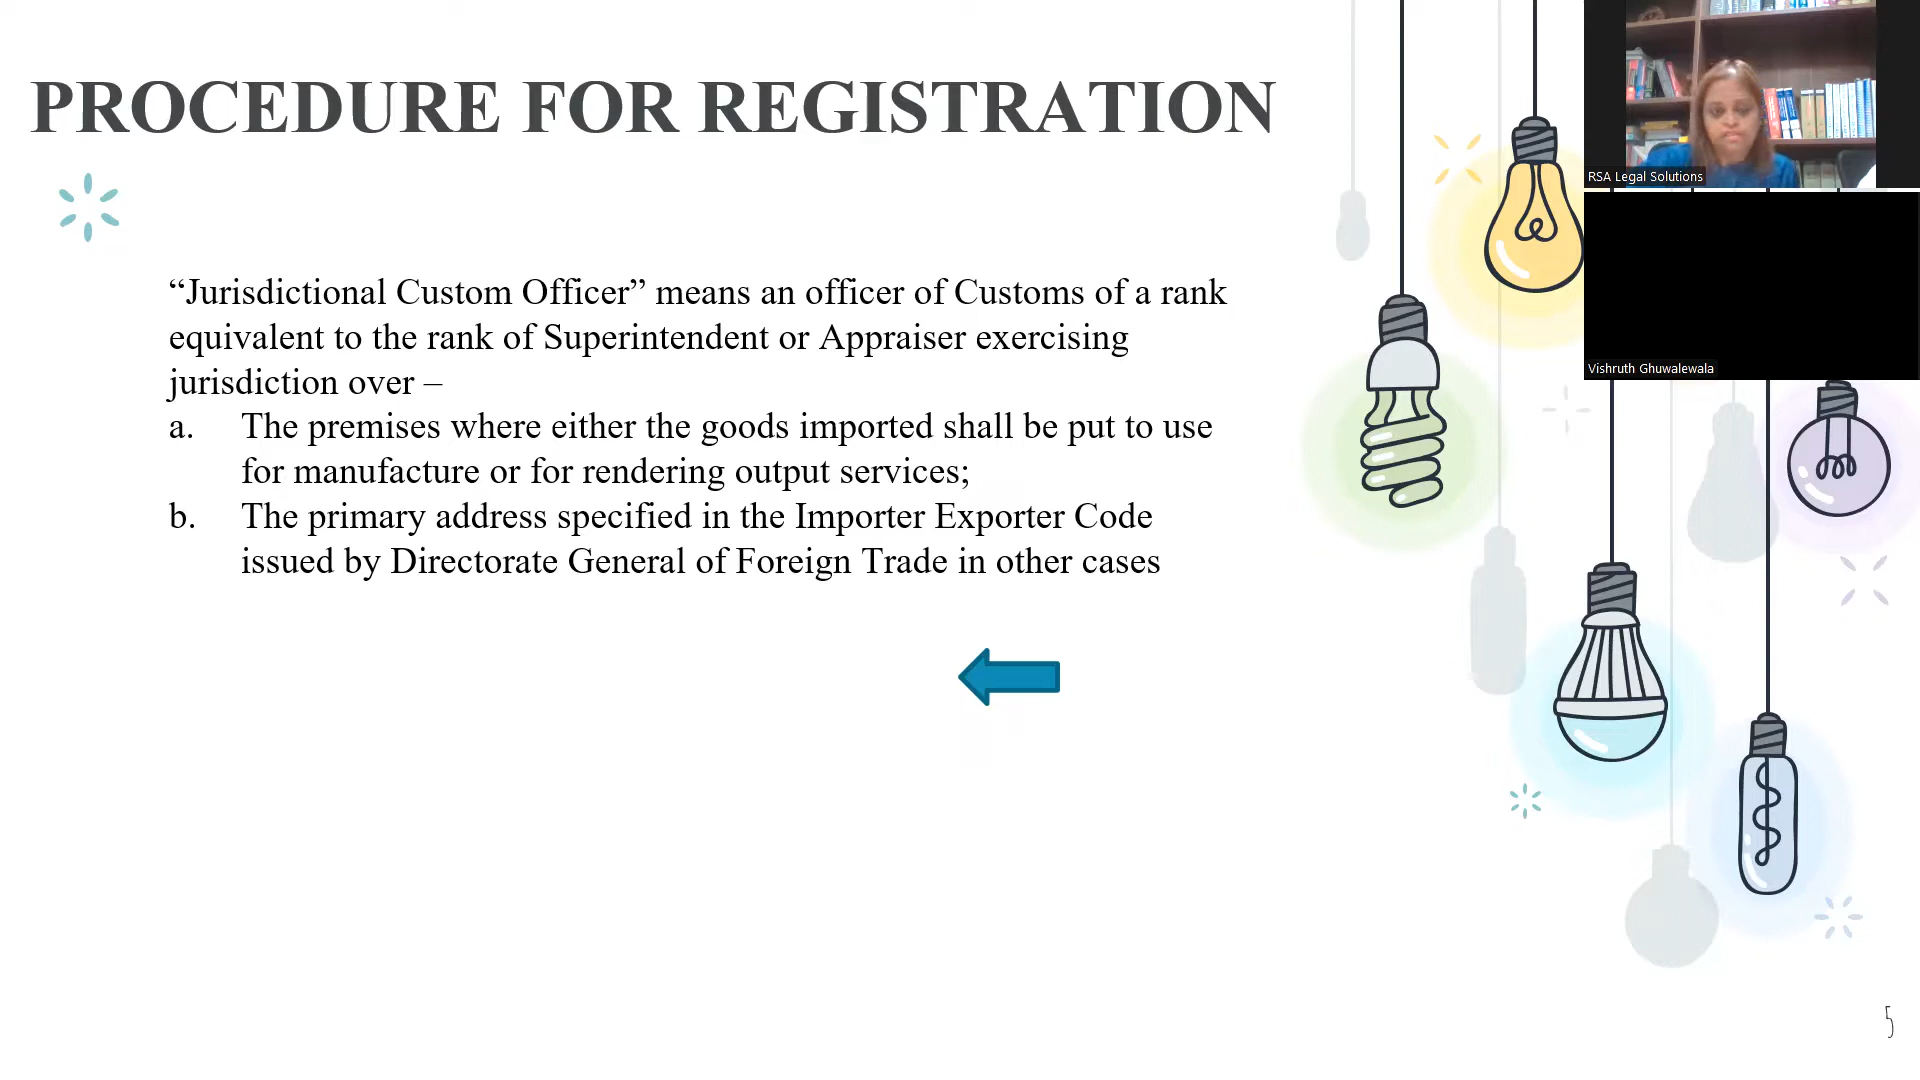 PROCEDURE FOR REGISTRATION
“Jurisdictional Custom Officer” means an officer of Customs of a rank
equivalent to the rank of Superintendent or Appraiser exercising
jurisdiction over –
a. The premises where either the goods imported shall be put to use
for manufacture or for rendering output services;
b. The primary address specified in the Importer Exporter Code
issued by Directorate General of Foreign Trade in other cases
RSA Legal Solutions
Vishruth Ghuwalewala
5